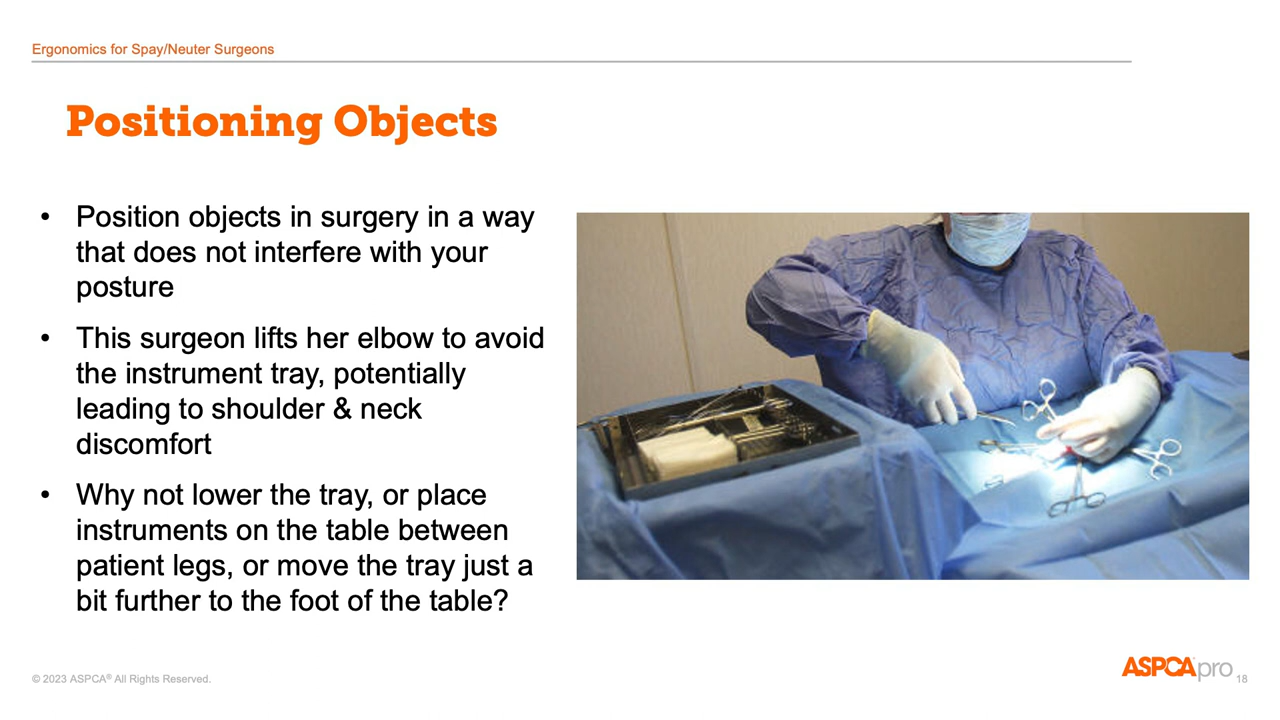 Ergonomics for Spay/Neuter Surgeons
Positioning Objects
• Position objects in surgery in a way
that does not interfere with your
posture
• This surgeon lifts her elbow to avoid
the instrument tray, potentially
leading to shoulder & neck
discomfort
• Why not lower the tray, or place
instruments on the table between
patient legs, or move the tray just a
bit further to the foot of the table?
© 2023 ASPCA® All Rights Reserved.
ASPCApro
18